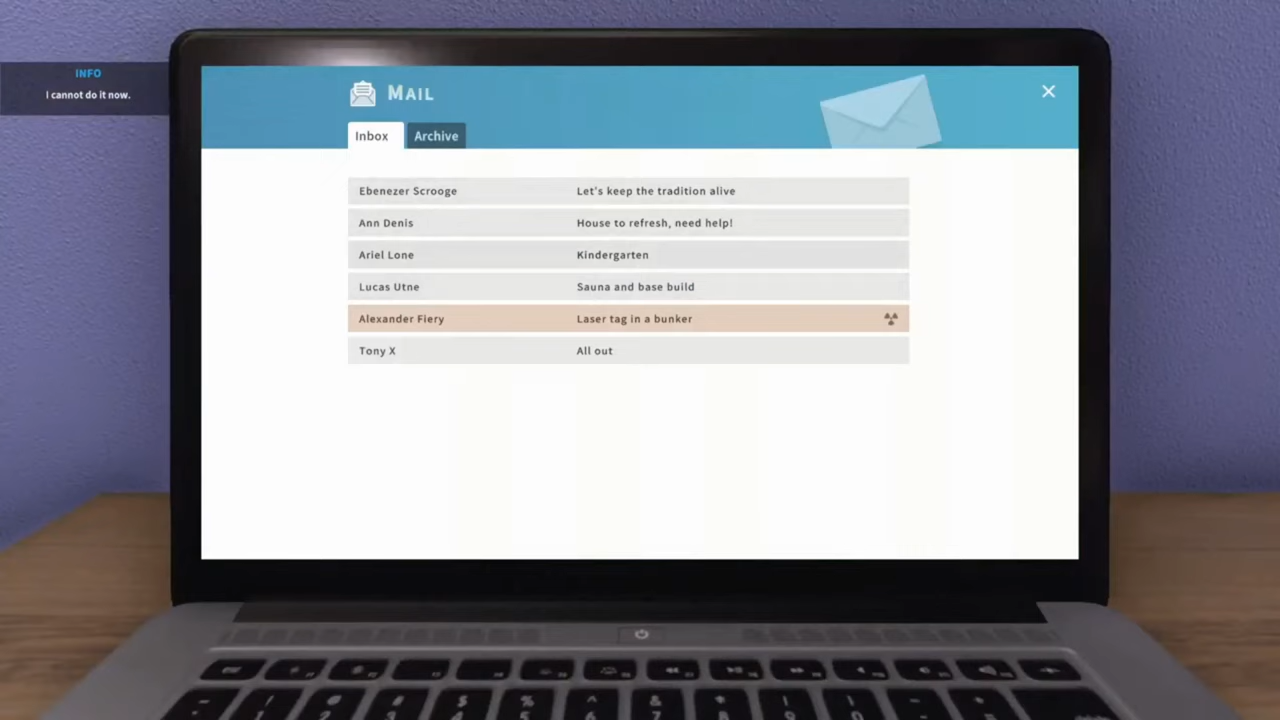 INFO
I cannot do it now.
MAIL
Inbox
Archive
Ebenezer Scrooge
Let's keep the tradition alive
Ann Denis
House to refresh, need help!
Ariel Lone
Kindergarten
Lucas Utne
Sauna and base build
Alexander Fiery
Laser tag in a bunker
Tony X
All out